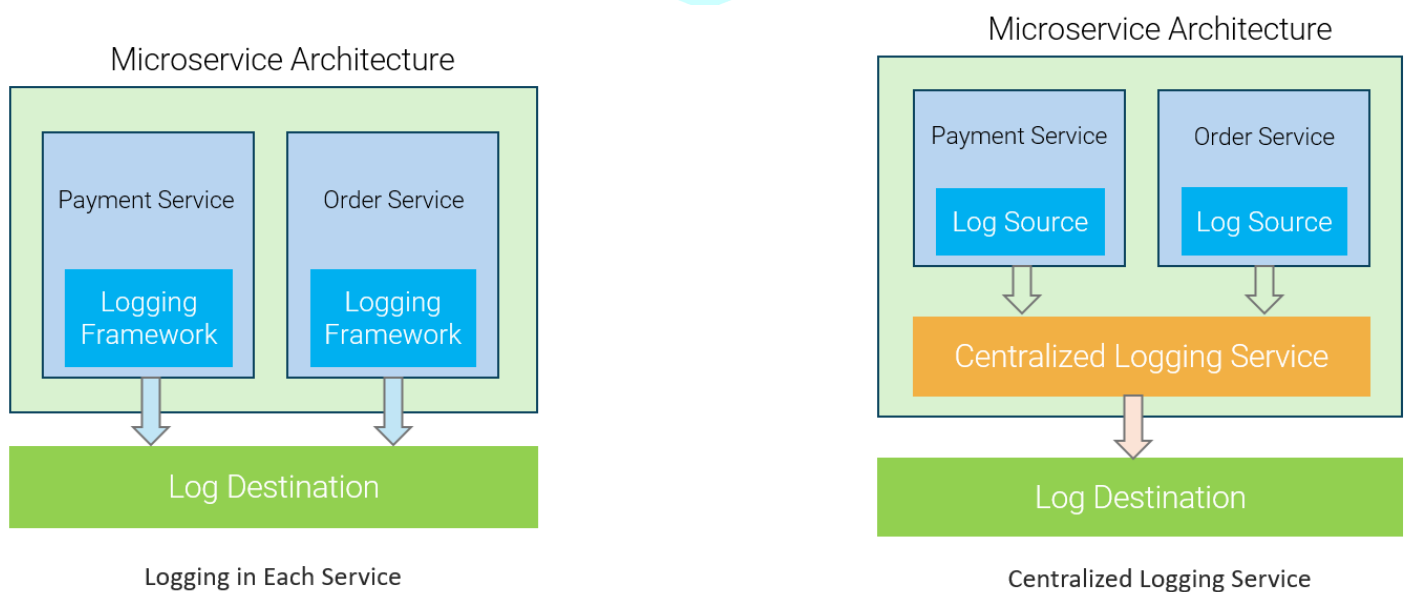 Microservice Architecture
Payment Service
Order Service
Logging
Framework
Logging
Framework
Log Destination
Logging in Each Service
Microservice Architecture
Payment Service
Order Service
Log Source
Log Source
Centralized Logging Service
Log Destination
Centralized Logging Service